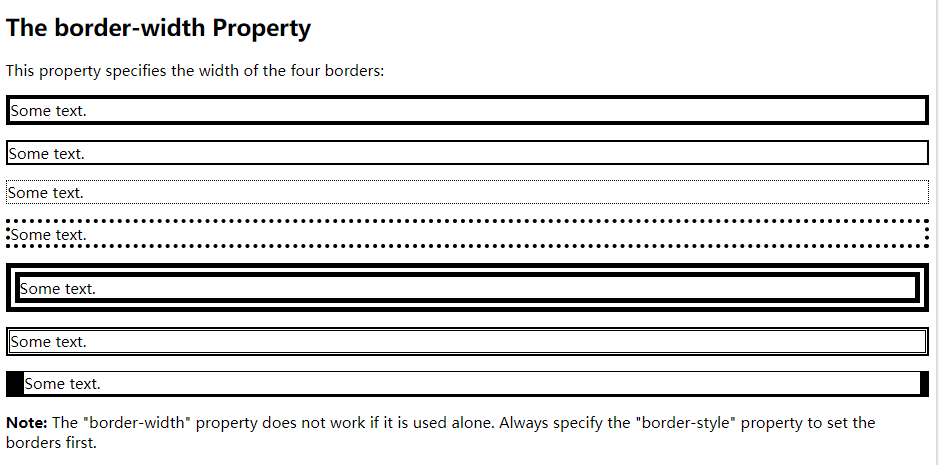 The border-width Property
This property specifies the width of the four borders:
Some text.
Some text.
Some text.
Some text.
Some text.
Some text.
Some text.
Note: The "border-width" property does not work if it is used alone. Always specify the "border-style" property to set the
borders first.